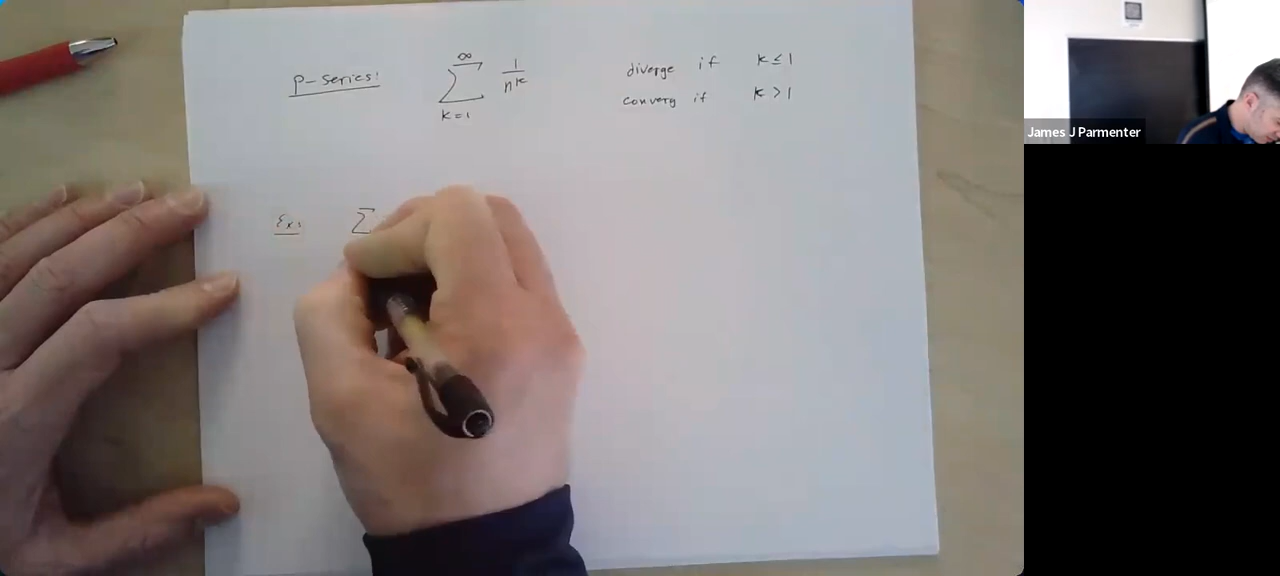 p-series: ∞ ∑ k=1 1/n^k diverge if k ≤ 1
converg if k > 1
Ex: ∑
James J Parmenter